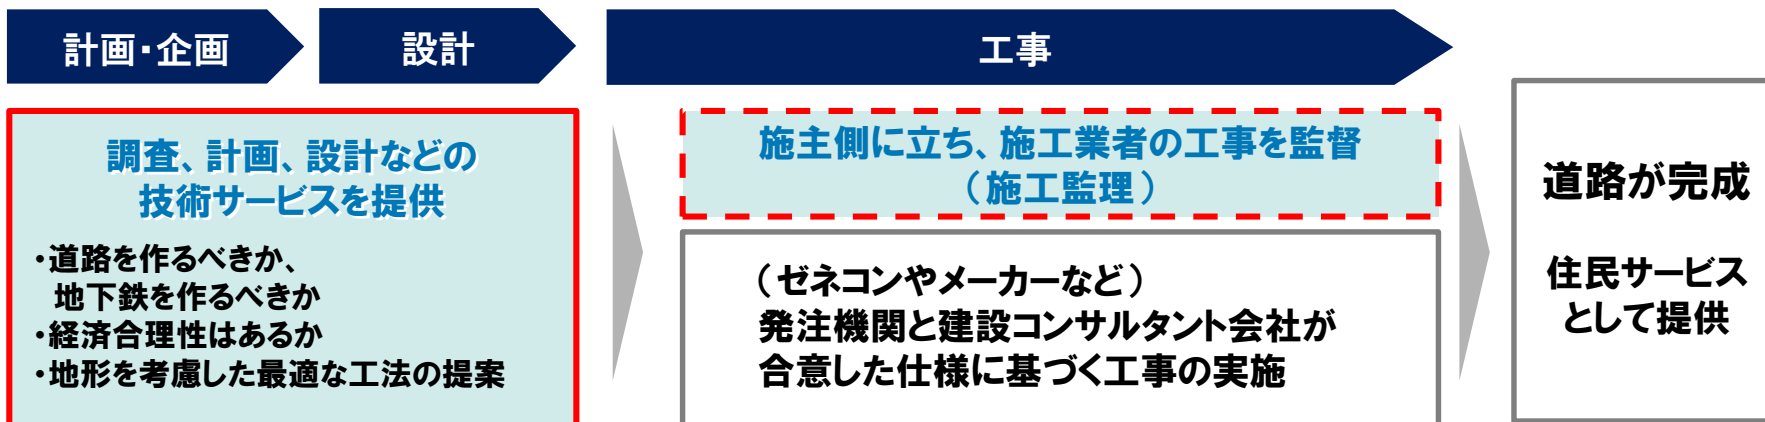 計画・企画
設計
工事
調査、計画、設計などの
技術サービスを提供
・道路を作るべきか、
地下鉄を作るべきか
・経済合理性はあるか
・地形を考慮した最適な工法の提案
施主側に立ち、施工業者の工事を監督
（施工監理）
（ゼネコンやメーカーなど）
発注機関と建設コンサルタント会社が
合意した仕様に基づく工事の実施
道路が完成
住民サービス
として提供